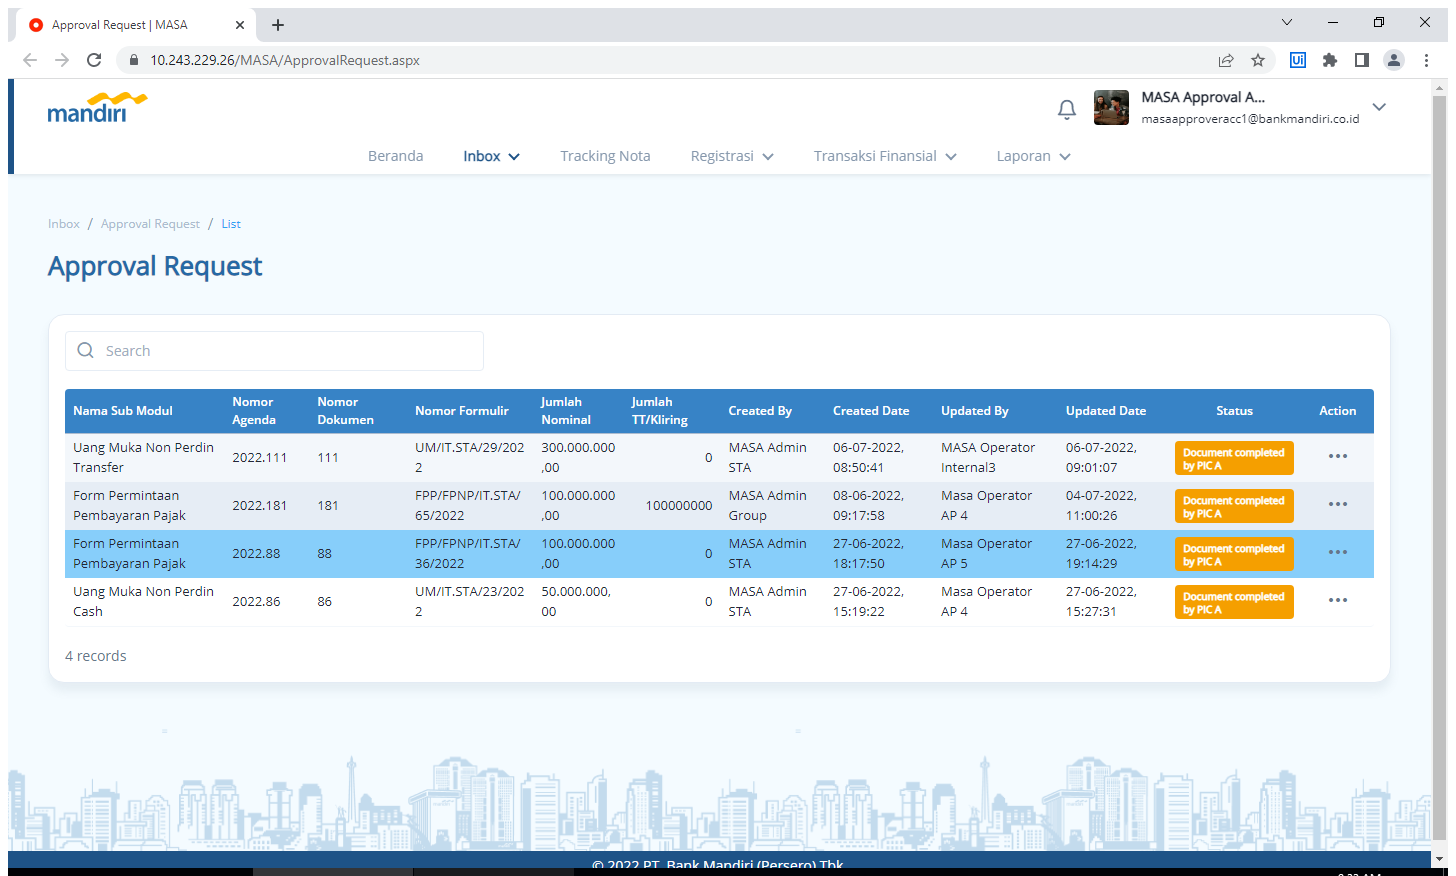 Approval Request | MASA
10.243.229.26/MASA/ApprovalRequest.aspx
Ui
mandiri
MASA Approval A...
masaapproveracc1@bankmandiri.co.id
Beranda
Inbox
Tracking Nota
Registrasi
Transaksi Finansial
Laporan
Inbox / Approval Request / List
Approval Request
Search
Nama Sub Modul
Nomor
Agenda
Nomor
Dokumen
Nomor Formulir
Jumlah
Nominal
Jumlah
TT/Kliring
Created By
Created Date
Updated By
Updated Date
Status
Action
Uang Muka Non Perdin
Transfer
2022.111
111
UM/IT.STA/29/202
2
300.000.000
,00
0
MASA Admin
STA
06-07-2022,
08:50:41
MASA Operator
Internal3
06-07-2022,
09:01:07
Document completed
by PIC A
Form Permintaan
Pembayaran Pajak
2022.181
181
FPP/FPNP/IT.STA/
65/2022
100.000.000
,00
100000000
MASA Admin
Group
08-06-2022,
09:17:58
Masa Operator
AP 4
04-07-2022,
11:00:26
Document completed
by PIC A
Form Permintaan
Pembayaran Pajak
2022.88
88
FPP/FPNP/IT.STA/
36/2022
100.000.000
,00
0
MASA Admin
STA
27-06-2022,
18:17:50
Masa Operator
AP 5
27-06-2022,
19:14:29
Document completed
by PIC A
Uang Muka Non Perdin
Cash
2022.86
86
UM/IT.STA/23/202
2
50.000.000,
00
0
MASA Admin
STA
27-06-2022,
15:19:22
Masa Operator
AP 4
27-06-2022,
15:27:31
Document completed
by PIC A
4 records
© 2022 PT. Bank Mandiri (Persero) Tbk